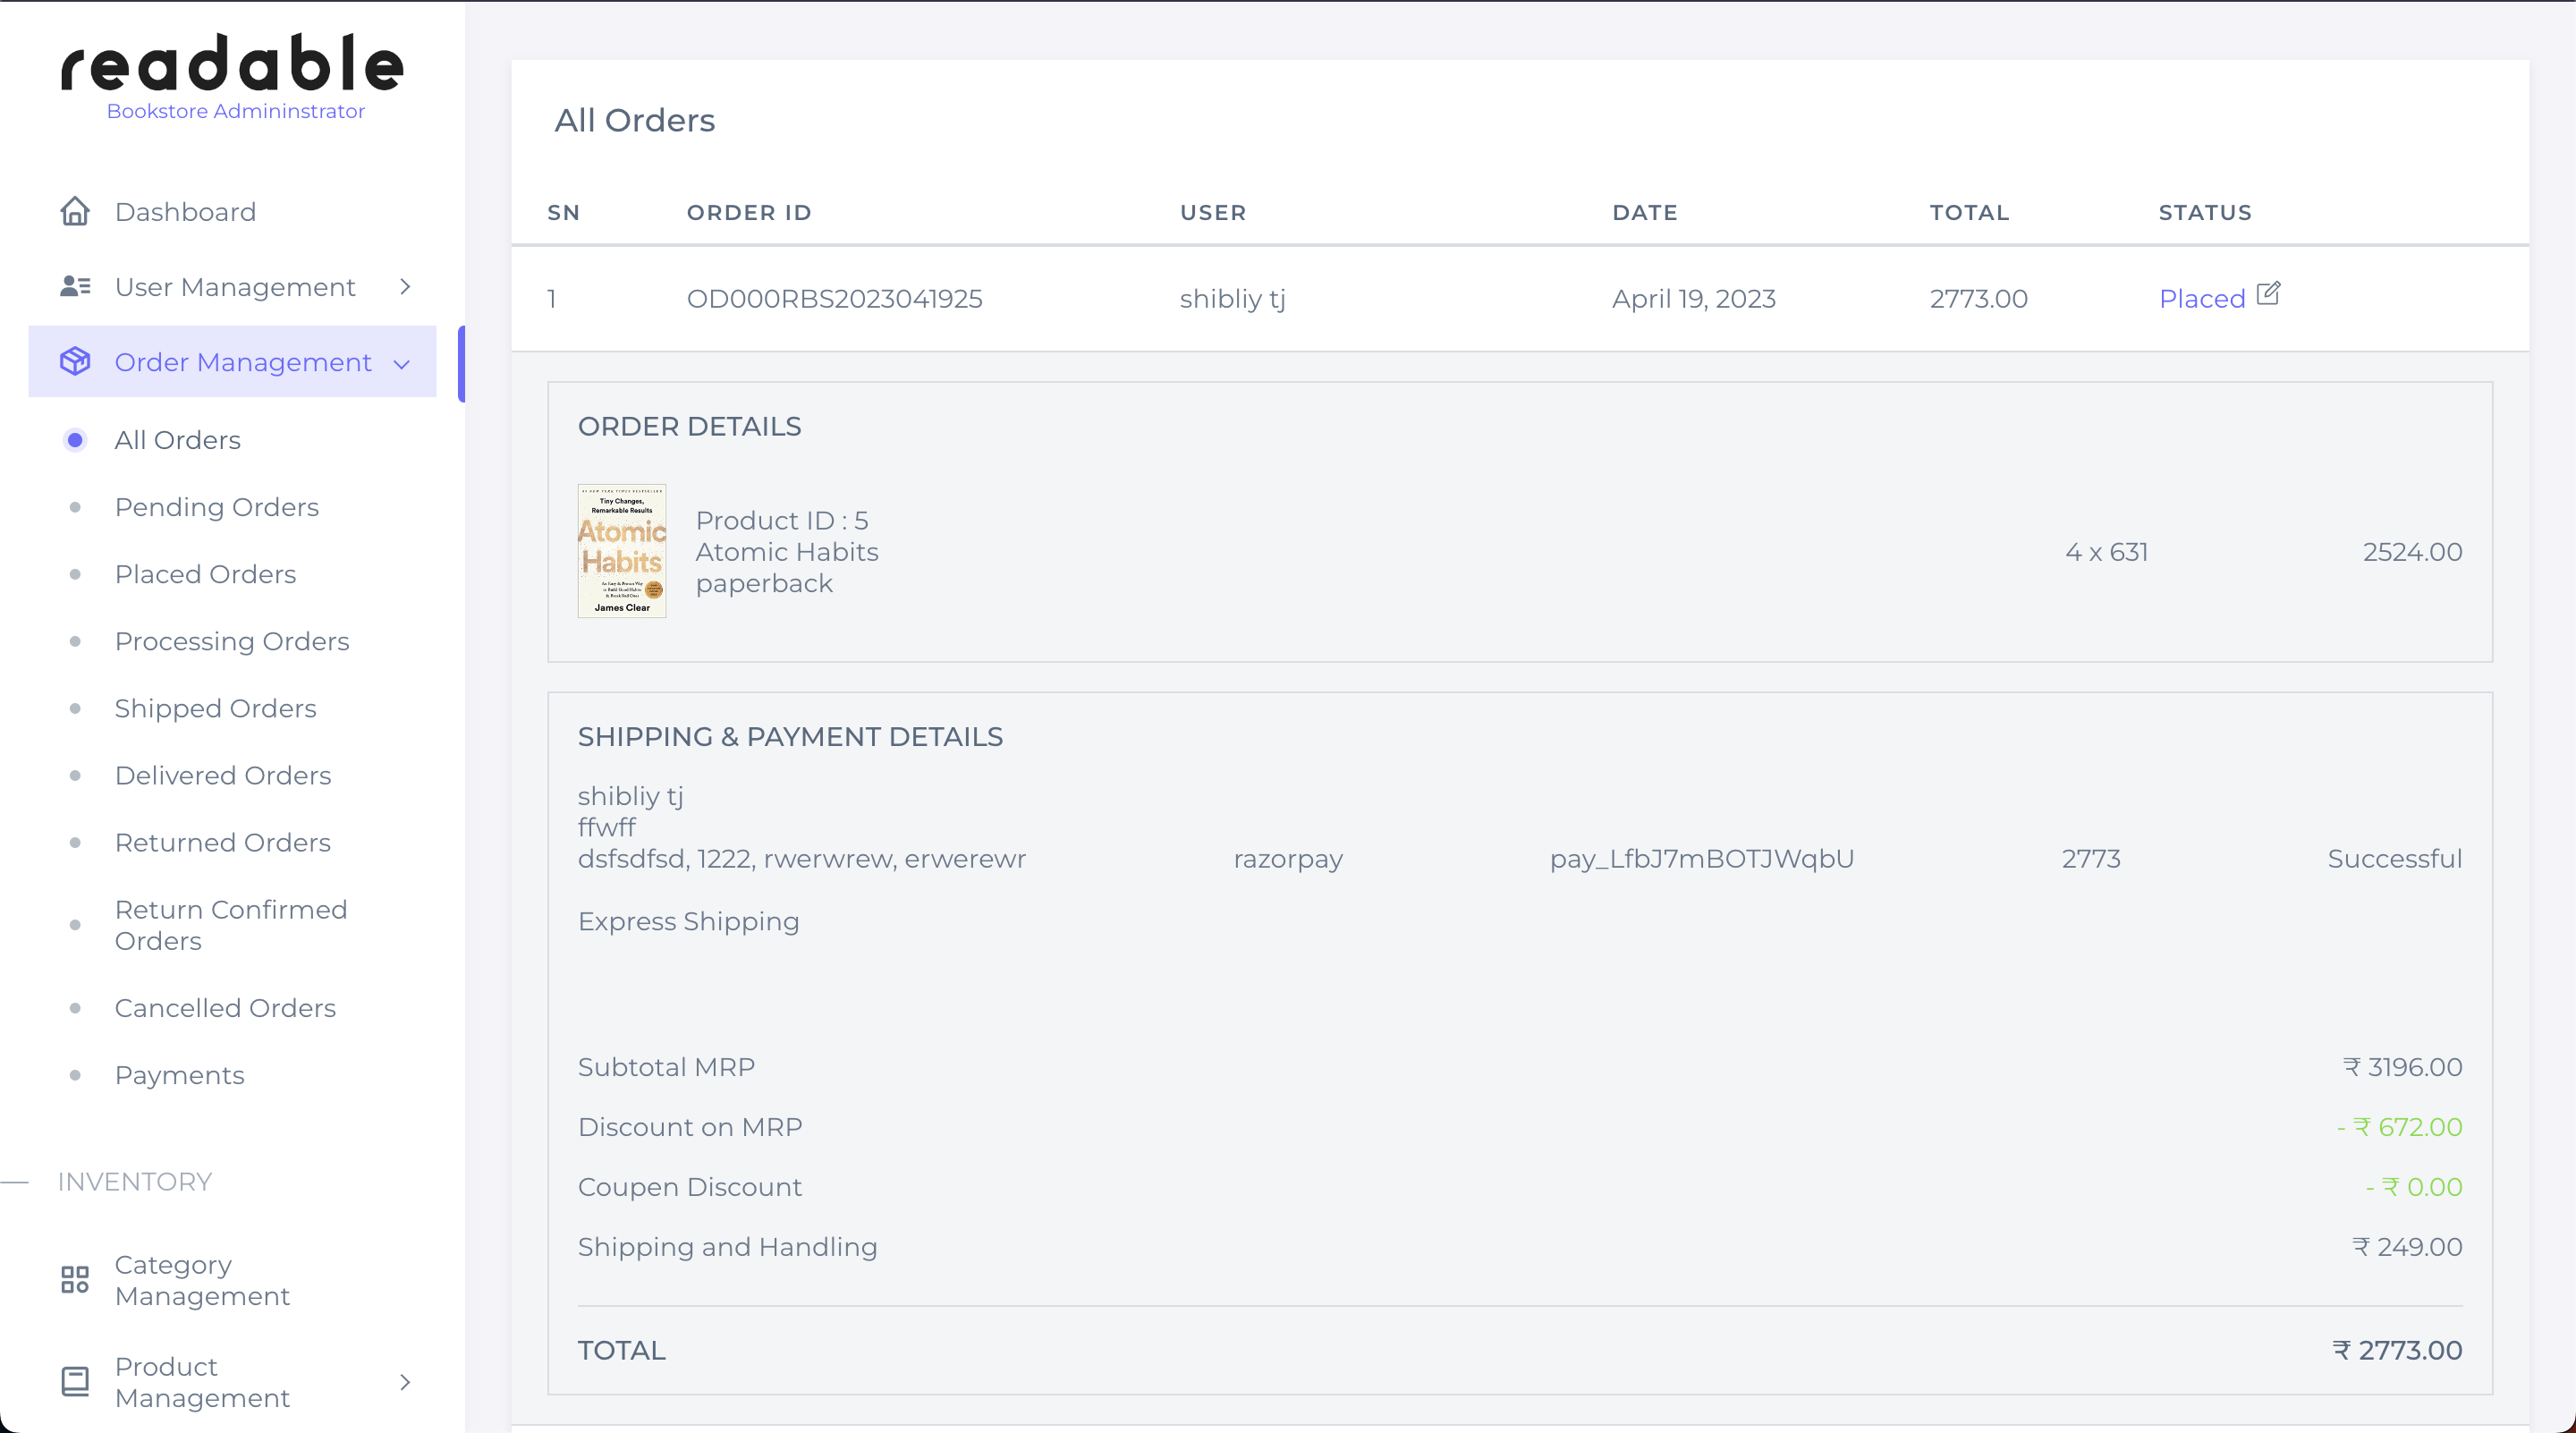 readable
Bookstore Admininstrator
Dashboard
User Management
Order Management
All Orders
Pending Orders
Placed Orders
Processing Orders
Shipped Orders
Delivered Orders
Returned Orders
Return Confirmed
Orders
Cancelled Orders
Payments
INVENTORY
Category
Management
Product
Management
All Orders
SN ORDER ID USER DATE TOTAL STATUS
1 OD000RBS2023041925 shibliy tj April 19, 2023 2773.00 Placed
ORDER DETAILS
Tiny Changes,
Remarkable Results
Atomic
Habits
James Clear
Product ID : 5
Atomic Habits
paperback
4 x 631 2524.00
SHIPPING & PAYMENT DETAILS
shibliy tj
ffwff
dsfsdfsd, 1222, rwerwrew, erwerewr razorpay pay_LfbJ7mBOTJWqbU 2773 Successful
Express Shipping
Subtotal MRP ₹ 3196.00
Discount on MRP - ₹ 672.00
Coupen Discount - ₹ 0.00
Shipping and Handling ₹ 249.00
TOTAL ₹ 2773.00